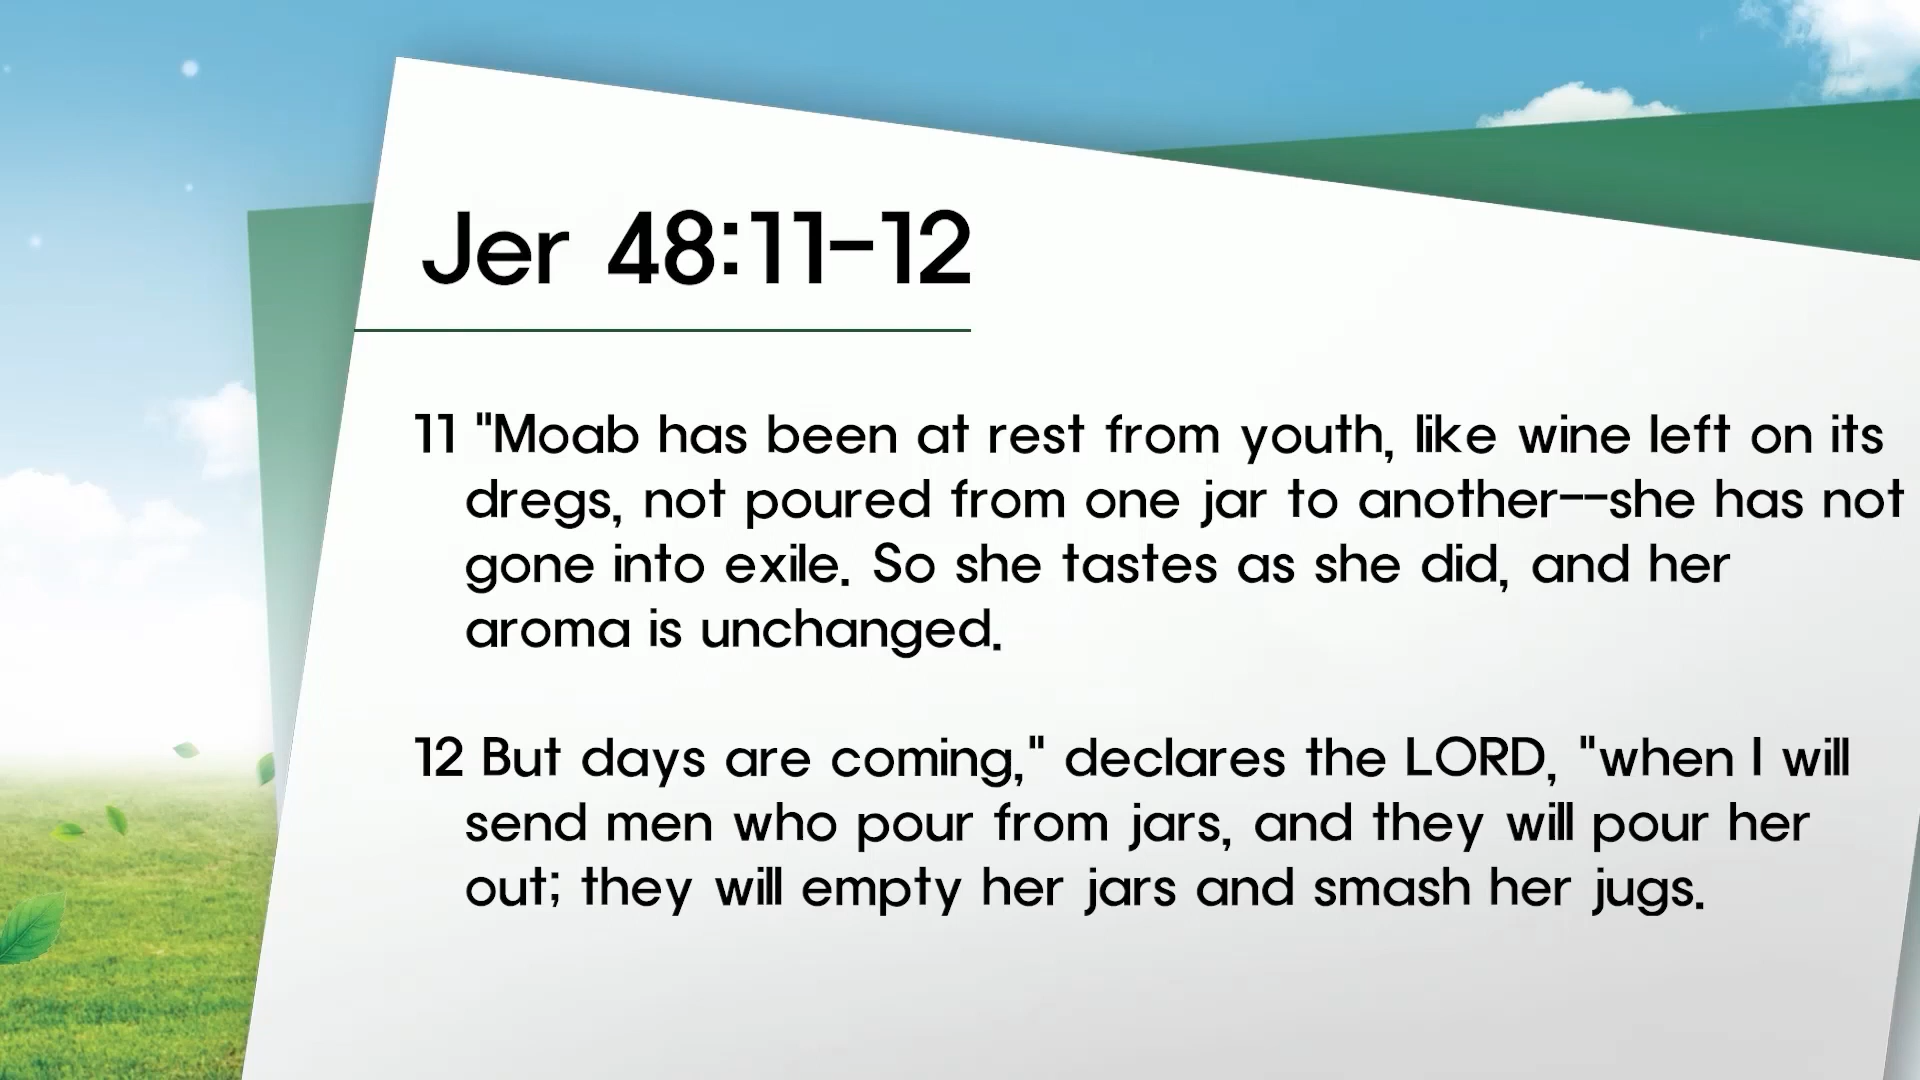 Jer 48:11-12
11 "Moab has been at rest from youth, like wine left on its
dregs, not poured from one jar to another--she has not
gone into exile. So she tastes as she did, and her
aroma is unchanged.
12 But days are coming," declares the LORD, "when I will
send men who pour from jars, and they will pour her
out; they will empty her jars and smash her jugs.